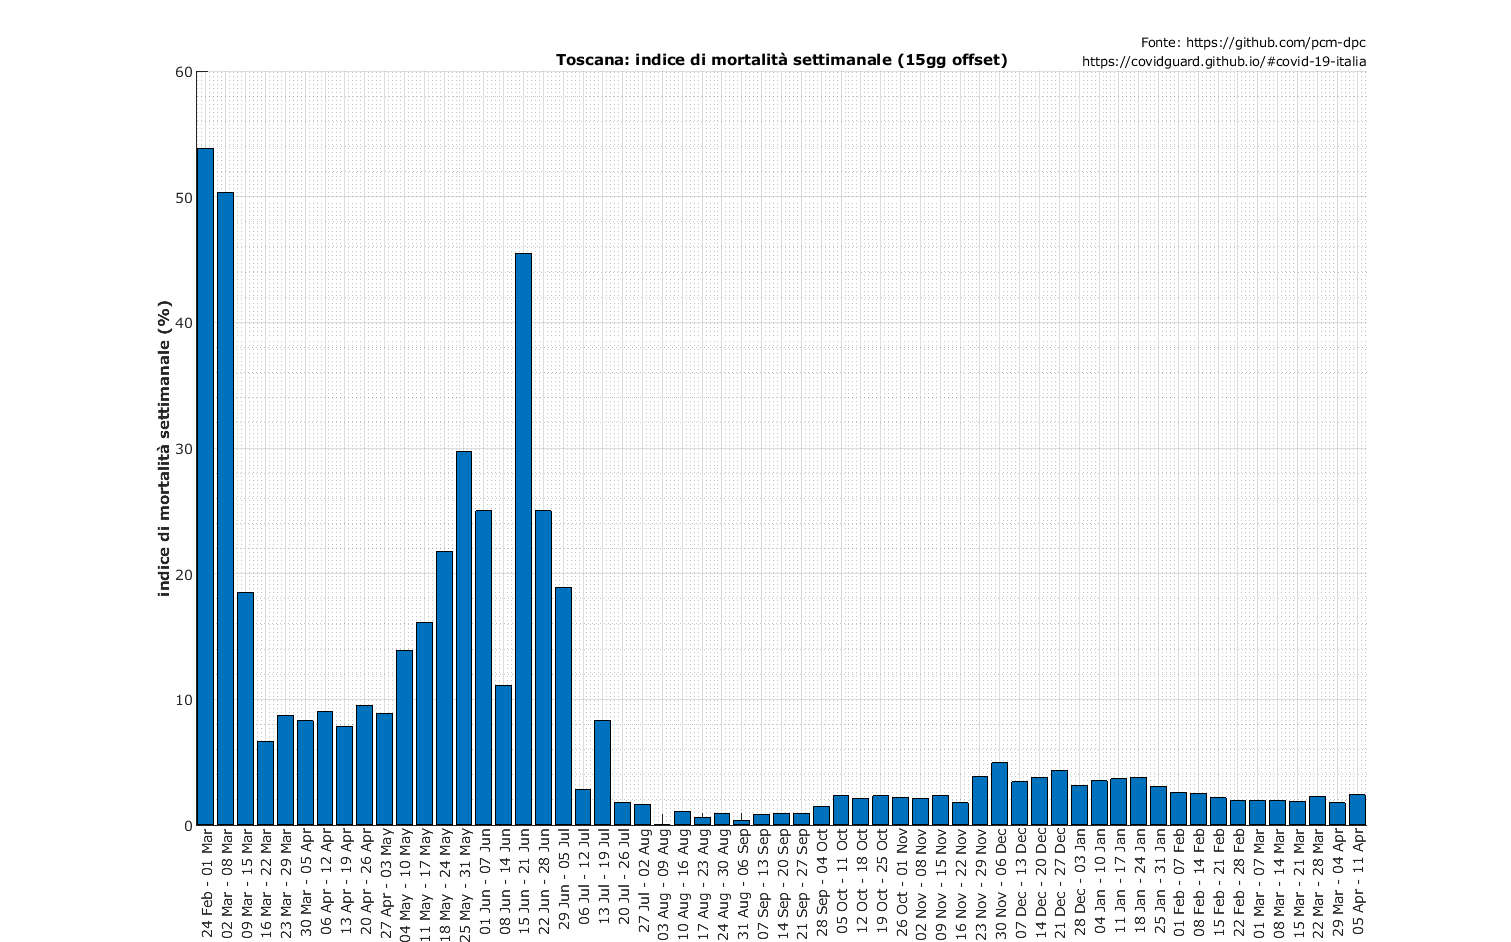 Fonte: https://github.com/pcm-dpc
Toscana: indice di mortalità settimanale (15gg offset)
https://covidguard.github.io/#covid-19-italia
indice di mortalità settimanale (%)
60
50
40
30
20
10
0
24 Feb - 01 Mar
02 Mar - 08 Mar
09 Mar - 15 Mar
16 Mar - 22 Mar
23 Mar - 29 Mar
30 Mar - 05 Apr
06 Apr - 12 Apr
13 Apr - 19 Apr
20 Apr - 26 Apr
27 Apr - 03 May
04 May - 10 May
11 May - 17 May
18 May - 24 May
25 May - 31 May
01 Jun - 07 Jun
08 Jun - 14 Jun
15 Jun - 21 Jun
22 Jun - 28 Jun
29 Jun - 05 Jul
06 Jul - 12 Jul
13 Jul - 19 Jul
20 Jul - 26 Jul
27 Jul - 02 Aug
03 Aug - 09 Aug
10 Aug - 16 Aug
17 Aug - 23 Aug
24 Aug - 30 Aug
31 Aug - 06 Sep
07 Sep - 13 Sep
14 Sep - 20 Sep
21 Sep - 27 Sep
28 Sep - 04 Oct
05 Oct - 11 Oct
12 Oct - 18 Oct
19 Oct - 25 Oct
26 Oct - 01 Nov
02 Nov - 08 Nov
09 Nov - 15 Nov
16 Nov - 22 Nov
23 Nov - 29 Nov
30 Nov - 06 Dec
07 Dec - 13 Dec
14 Dec - 20 Dec
21 Dec - 27 Dec
28 Dec - 03 Jan
04 Jan - 10 Jan
11 Jan - 17 Jan
18 Jan - 24 Jan
25 Jan - 31 Jan
01 Feb - 07 Feb
08 Feb - 14 Feb
15 Feb - 21 Feb
22 Feb - 28 Feb
01 Mar - 07 Mar
08 Mar - 14 Mar
15 Mar - 21 Mar
22 Mar - 28 Mar
29 Mar - 04 Apr
05 Apr - 11 Apr